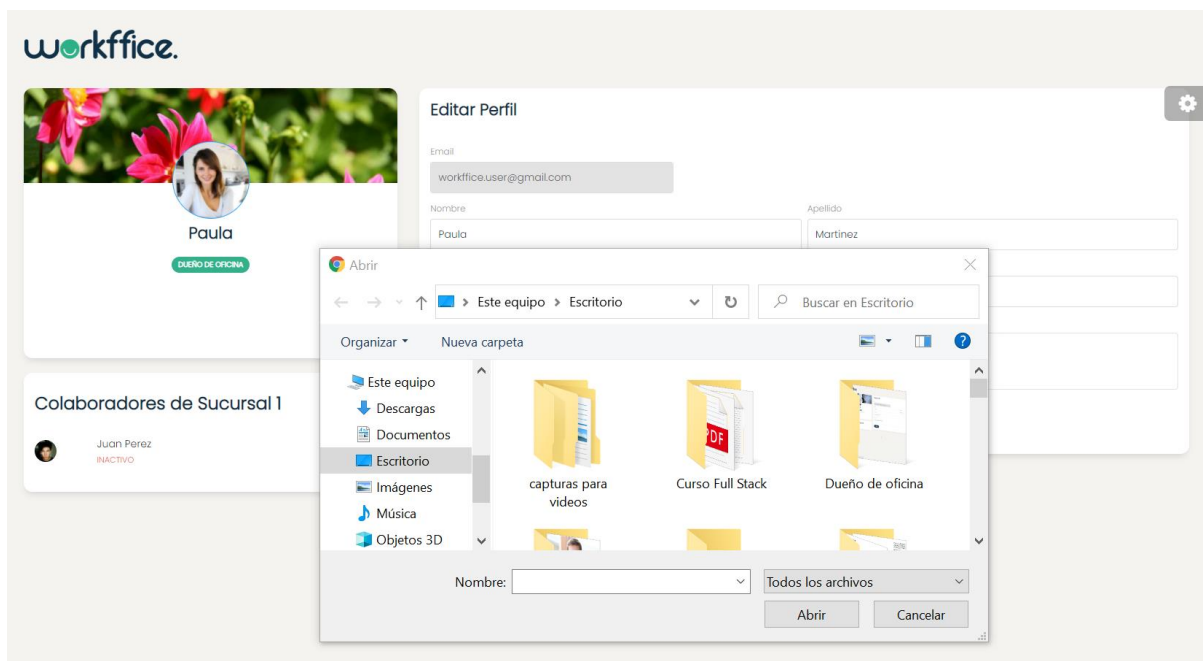 workffice.
Paula
DUEÑO DE OFICINA
Colaboradores de Sucursal 1
Juan Perez
INACTIVO
Editar Perfil
Email
workffice.user@gmail.com
Nombre
Apellido
Paula
Martinez
Abrir
Este equipo > Escritorio
Buscar en Escritorio
Organizar
Nueva carpeta
Este equipo
Descargas
Documentos
Escritorio
Imágenes
Música
Objetos 3D
capturas para
videos
PDF
Curso Full Stack
Dueño de oficina
Nombre:
Todos los archivos
Abrir
Cancelar